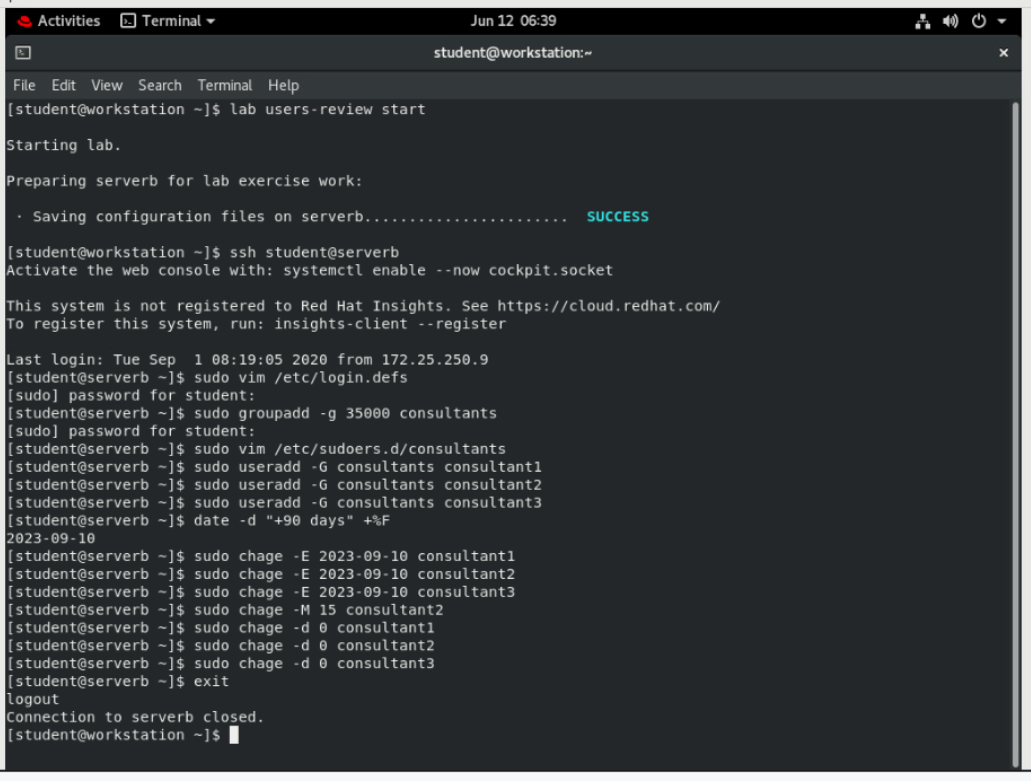 Activities Terminal Jun 12 06:39
student@workstation:~ ×
File Edit View Search Terminal Help
[student@workstation ~]$ lab users-review start
Starting lab.
Preparing serverb for lab exercise work:
· Saving configuration files on serverb....................... SUCCESS
[student@workstation ~]$ ssh student@serverb
Activate the web console with: systemctl enable --now cockpit.socket
This system is not registered to Red Hat Insights. See https://cloud.redhat.com/
To register this system, run: insights-client --register
Last login: Tue Sep  1 08:19:05 2020 from 172.25.250.9
[student@serverb ~]$ sudo vim /etc/login.defs
[sudo] password for student:
[student@serverb ~]$ sudo groupadd -g 35000 consultants
[sudo] password for student:
[student@serverb ~]$ sudo vim /etc/sudoers.d/consultants
[student@serverb ~]$ sudo useradd -G consultants consultant1
[student@serverb ~]$ sudo useradd -G consultants consultant2
[student@serverb ~]$ sudo useradd -G consultants consultant3
[student@serverb ~]$ date -d "+90 days" +%F
2023-09-10
[student@serverb ~]$ sudo chage -E 2023-09-10 consultant1
[student@serverb ~]$ sudo chage -E 2023-09-10 consultant2
[student@serverb ~]$ sudo chage -E 2023-09-10 consultant3
[student@serverb ~]$ sudo chage -M 15 consultant2
[student@serverb ~]$ sudo chage -d 0 consultant1
[student@serverb ~]$ sudo chage -d 0 consultant2
[student@serverb ~]$ sudo chage -d 0 consultant3
[student@serverb ~]$ exit
logout
Connection to serverb closed.
[student@workstation ~]$